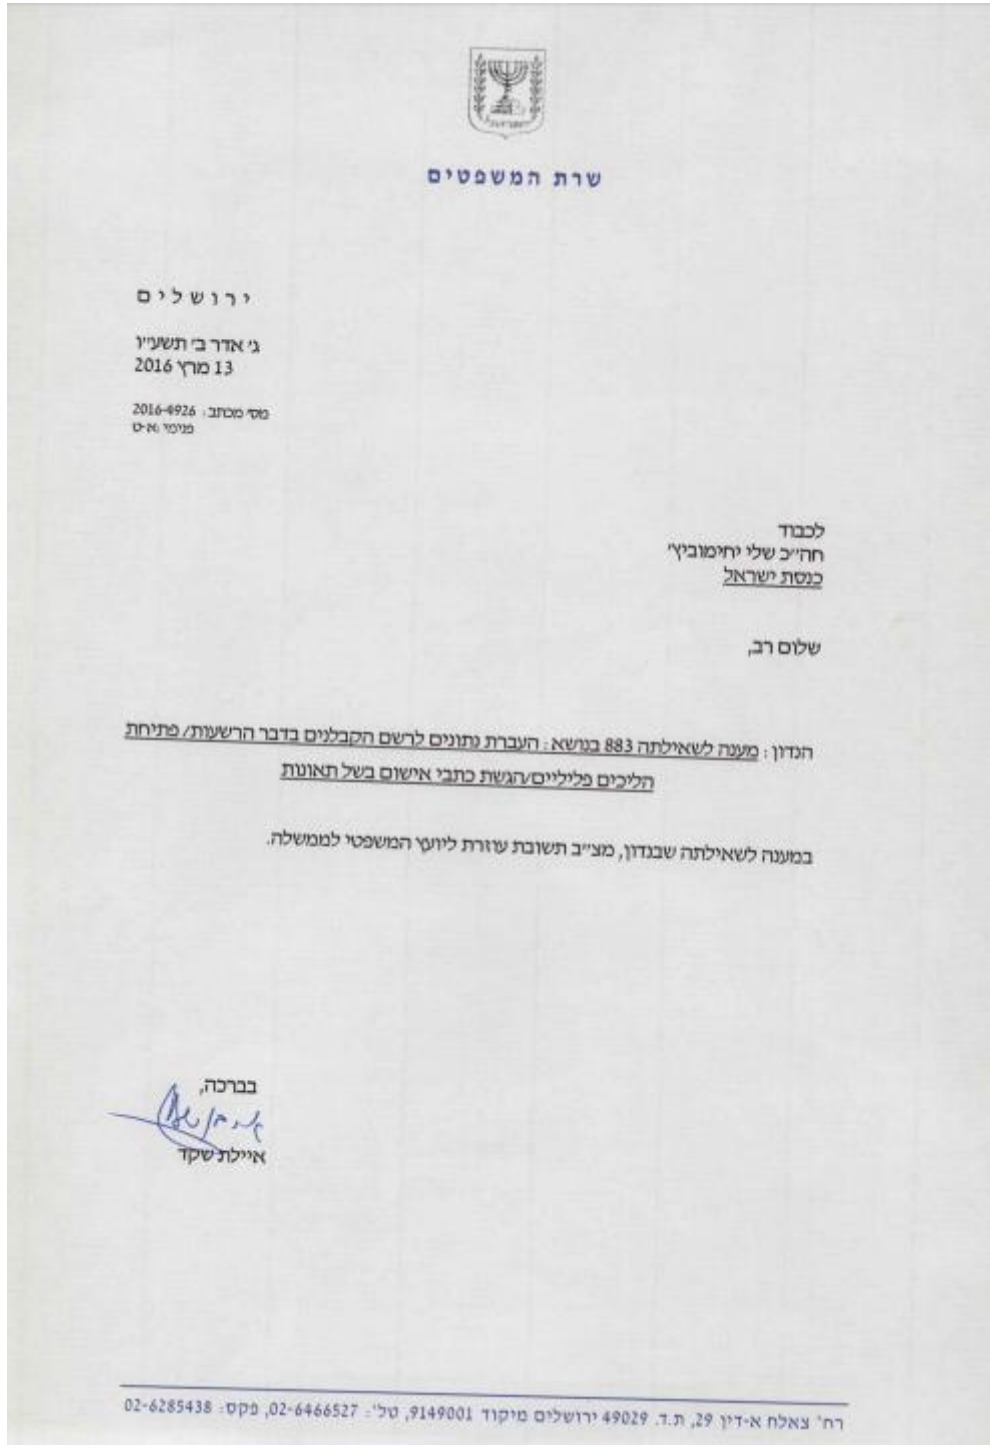 שרת המשפטים
ירושלים
ג׳ אדר ב׳ תשע״ו
13 מרץ 2016
מס׳ מכתב: 2016-4926
פנימי א-ט
לכבוד
חה״כ שלי יחימוביץ׳
כנסת ישראל
שלום רב,
הנדון: מענה לשאילתה 883 בנושא: העברת נתונים לרשם הקבלנים בדבר הרשעות/ פתיחת
הליכים פליליים/הגשת כתבי אישום בשל תאונות
במענה לשאילתה שבנדון, מצ״ב תשובת עוזרת ליועץ המשפטי לממשלה.
בברכה,
איילת שקד
רח' צאלח א-דין 29, ת.ד. 49029 ירושלים מיקוד 9149001, טל': 02-6466527, פקס: 02-6285438